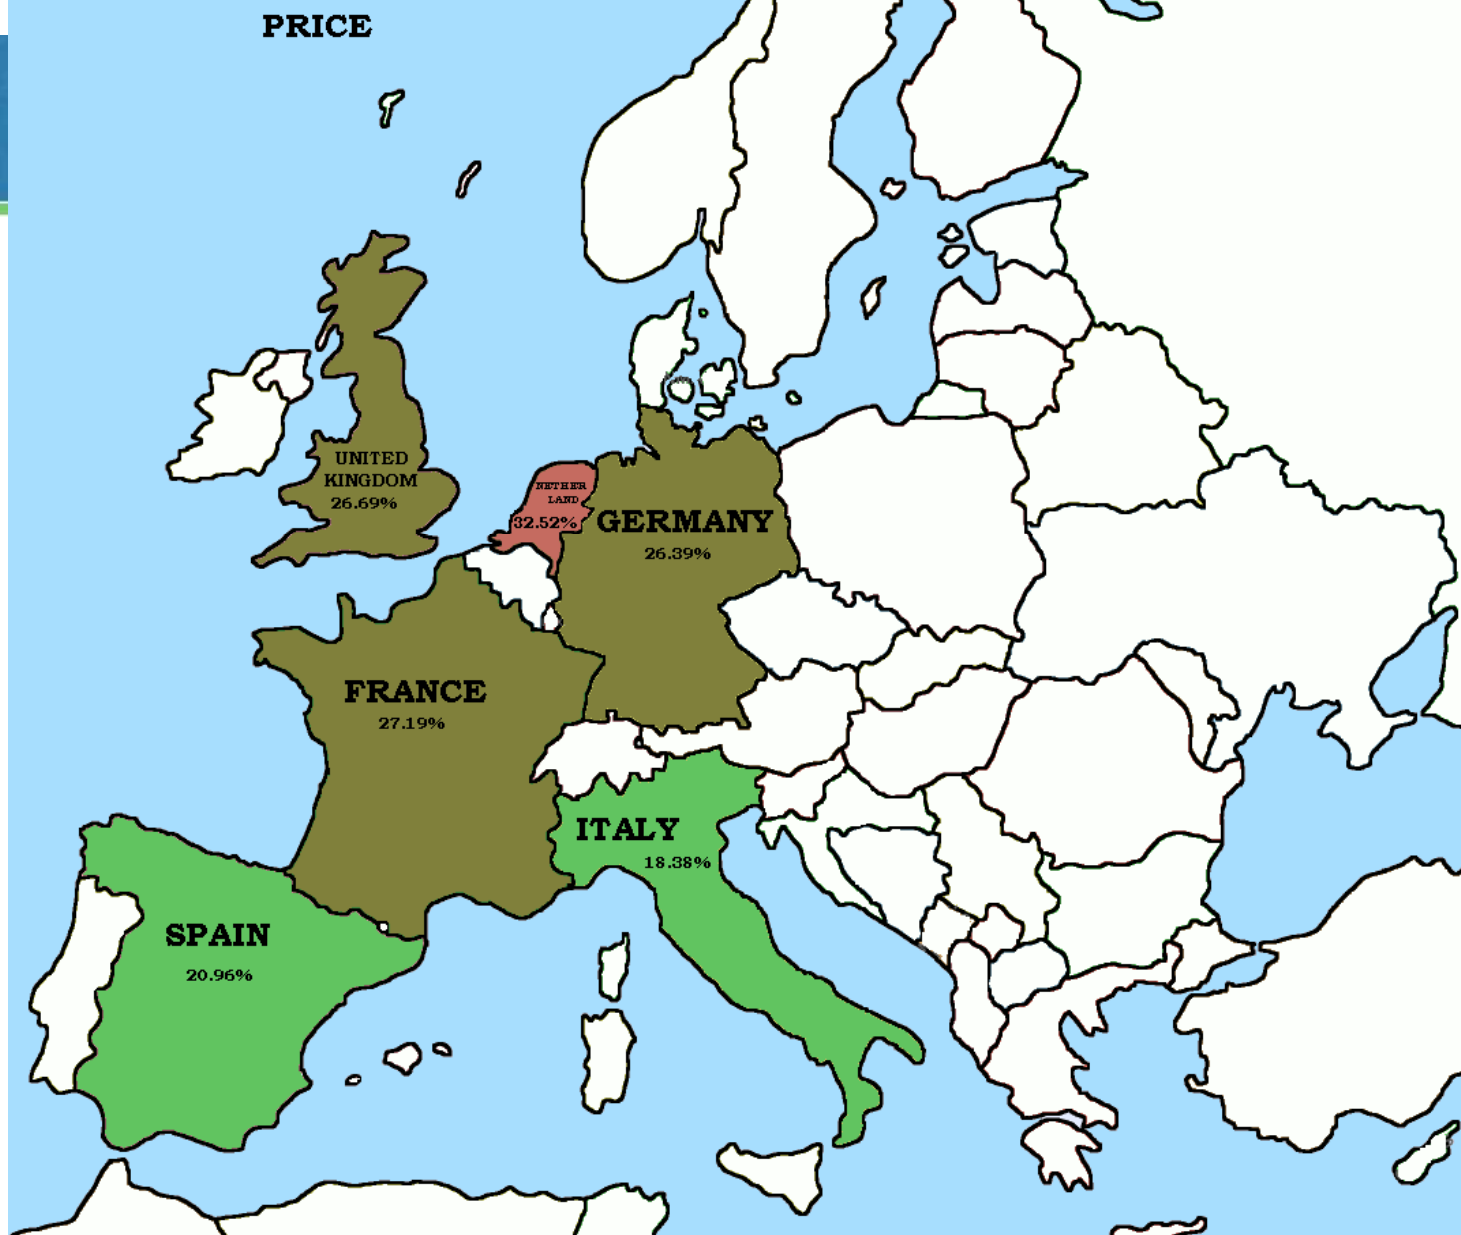 PRICE
UNITED
KINGDOM
26.69%
NETHER
LAND
32.52%
GERMANY
26.39%
FRANCE
27.19%
ITALY
18.38%
SPAIN
20.96%